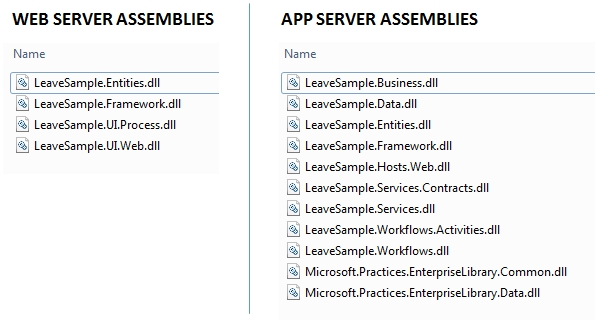 WEB SERVER ASSEMBLIES
Name
LeaveSample.Entities.dll
LeaveSample.Framework.dll
LeaveSample.UI.Process.dll
LeaveSample.UI.Web.dll
APP SERVER ASSEMBLIES
Name
LeaveSample.Business.dll
LeaveSample.Data.dll
LeaveSample.Entities.dll
LeaveSample.Framework.dll
LeaveSample.Hosts.Web.dll
LeaveSample.Services.Contracts.dll
LeaveSample.Services.dll
LeaveSample.Workflows.Activities.dll
LeaveSample.Workflows.dll
Microsoft.Practices.EnterpriseLibrary.Common.dll
Microsoft.Practices.EnterpriseLibrary.Data.dll